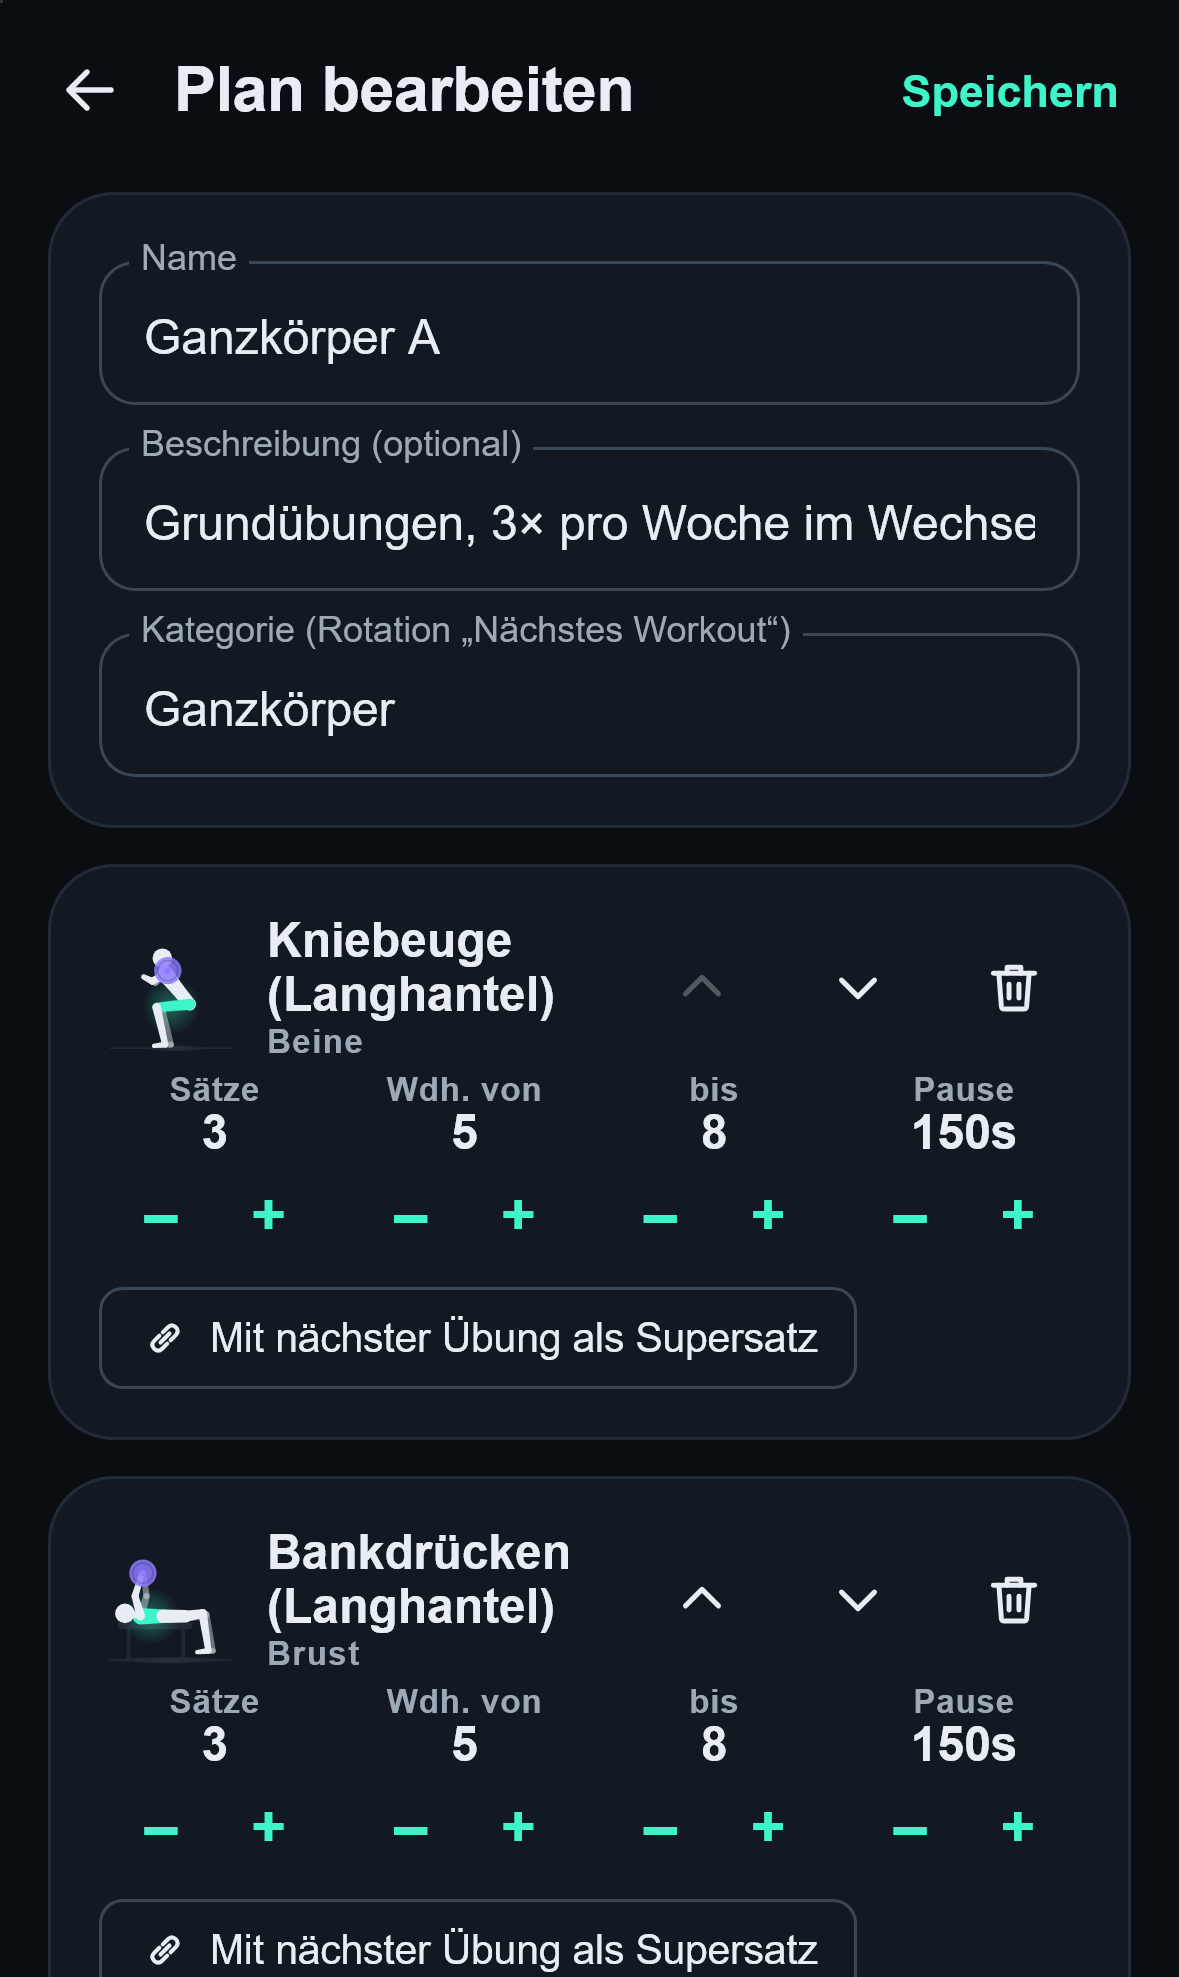 Plan bearbeiten
Speichern
Name
Ganzkörper A
Beschreibung (optional)
Grundübungen, 3× pro Woche im Wechse
Kategorie (Rotation „Nächstes Workout“)
Ganzkörper
Kniebeuge
(Langhantel)
Beine
Sätze Wdh. von bis Pause
3 5 8 150s
– + – + – + – +
Mit nächster Übung als Supersatz
Bankdrücken
(Langhantel)
Brust
Sätze Wdh. von bis Pause
3 5 8 150s
– + – + – + – +
Mit nächster Übung als Supersatz